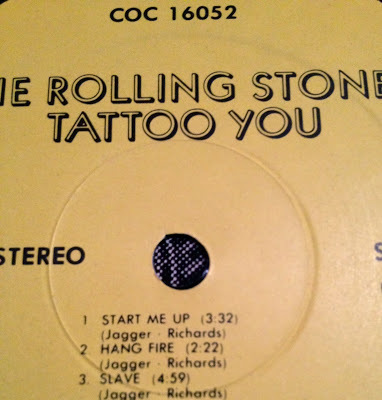 COC 16052
HE ROLLING STONE
TATTOO YOU
STEREO
1 START ME UP (3:32)
(Jagger - Richards)
2. HANG FIRE (2:22)
(Jagger - Richards)
3. SLAVE (4:59)
(Jagger - Richards)